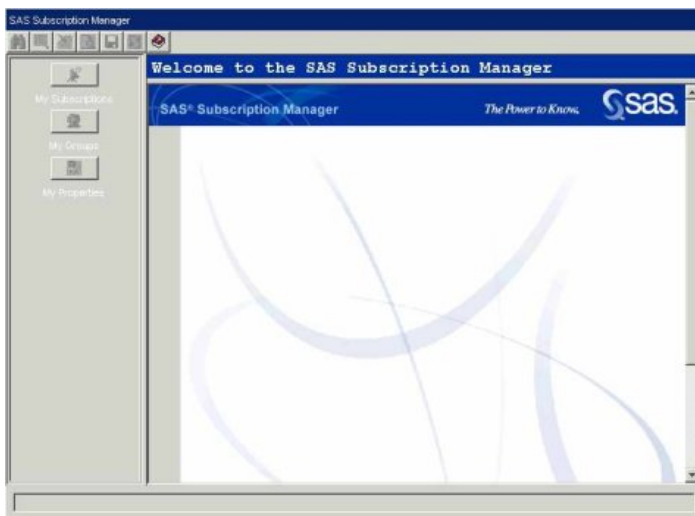 SAS Subscription Manager
Welcome to the SAS Subscription Manager
SAS® Subscription Manager
The Power to Know.
sas.
My Subscriptions
My Groups
My Properties